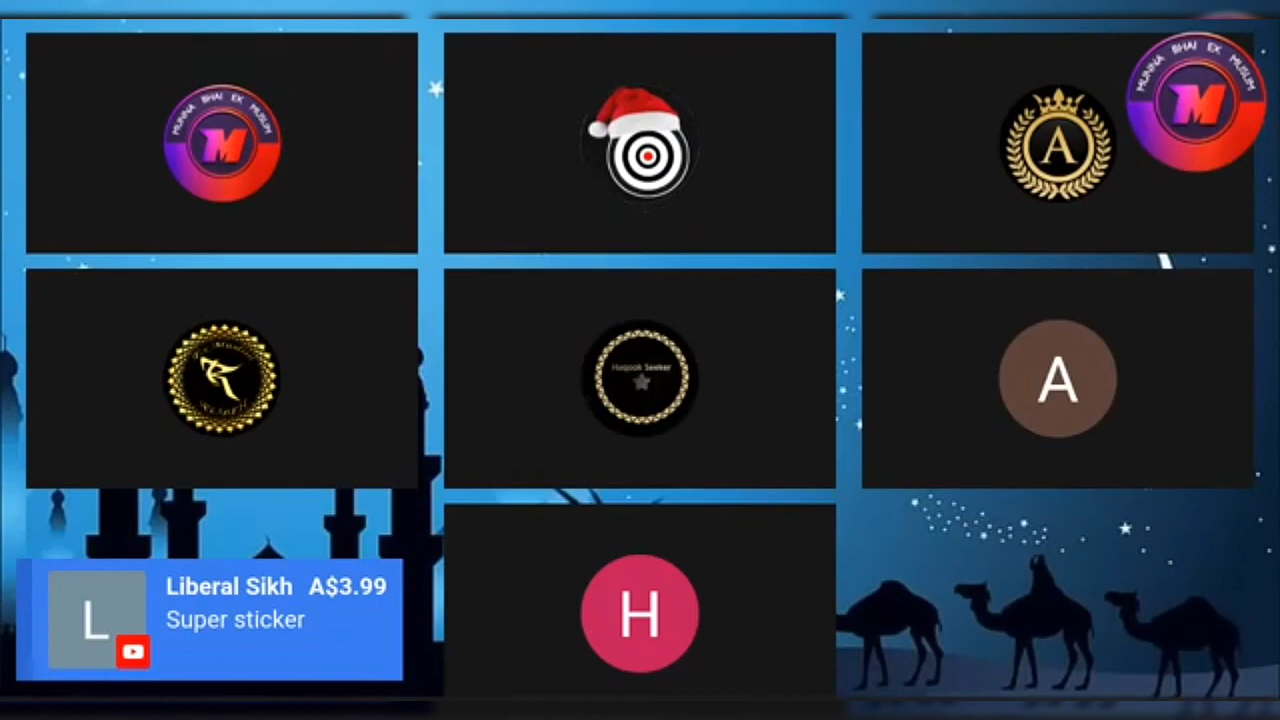 MUNNA BHAI EX MUSLIM
M
A
MUNNA BHAI EX MUSLIM
M
Haqook Seeker
A
Liberal Sikh A$3.99
Super sticker
L
H